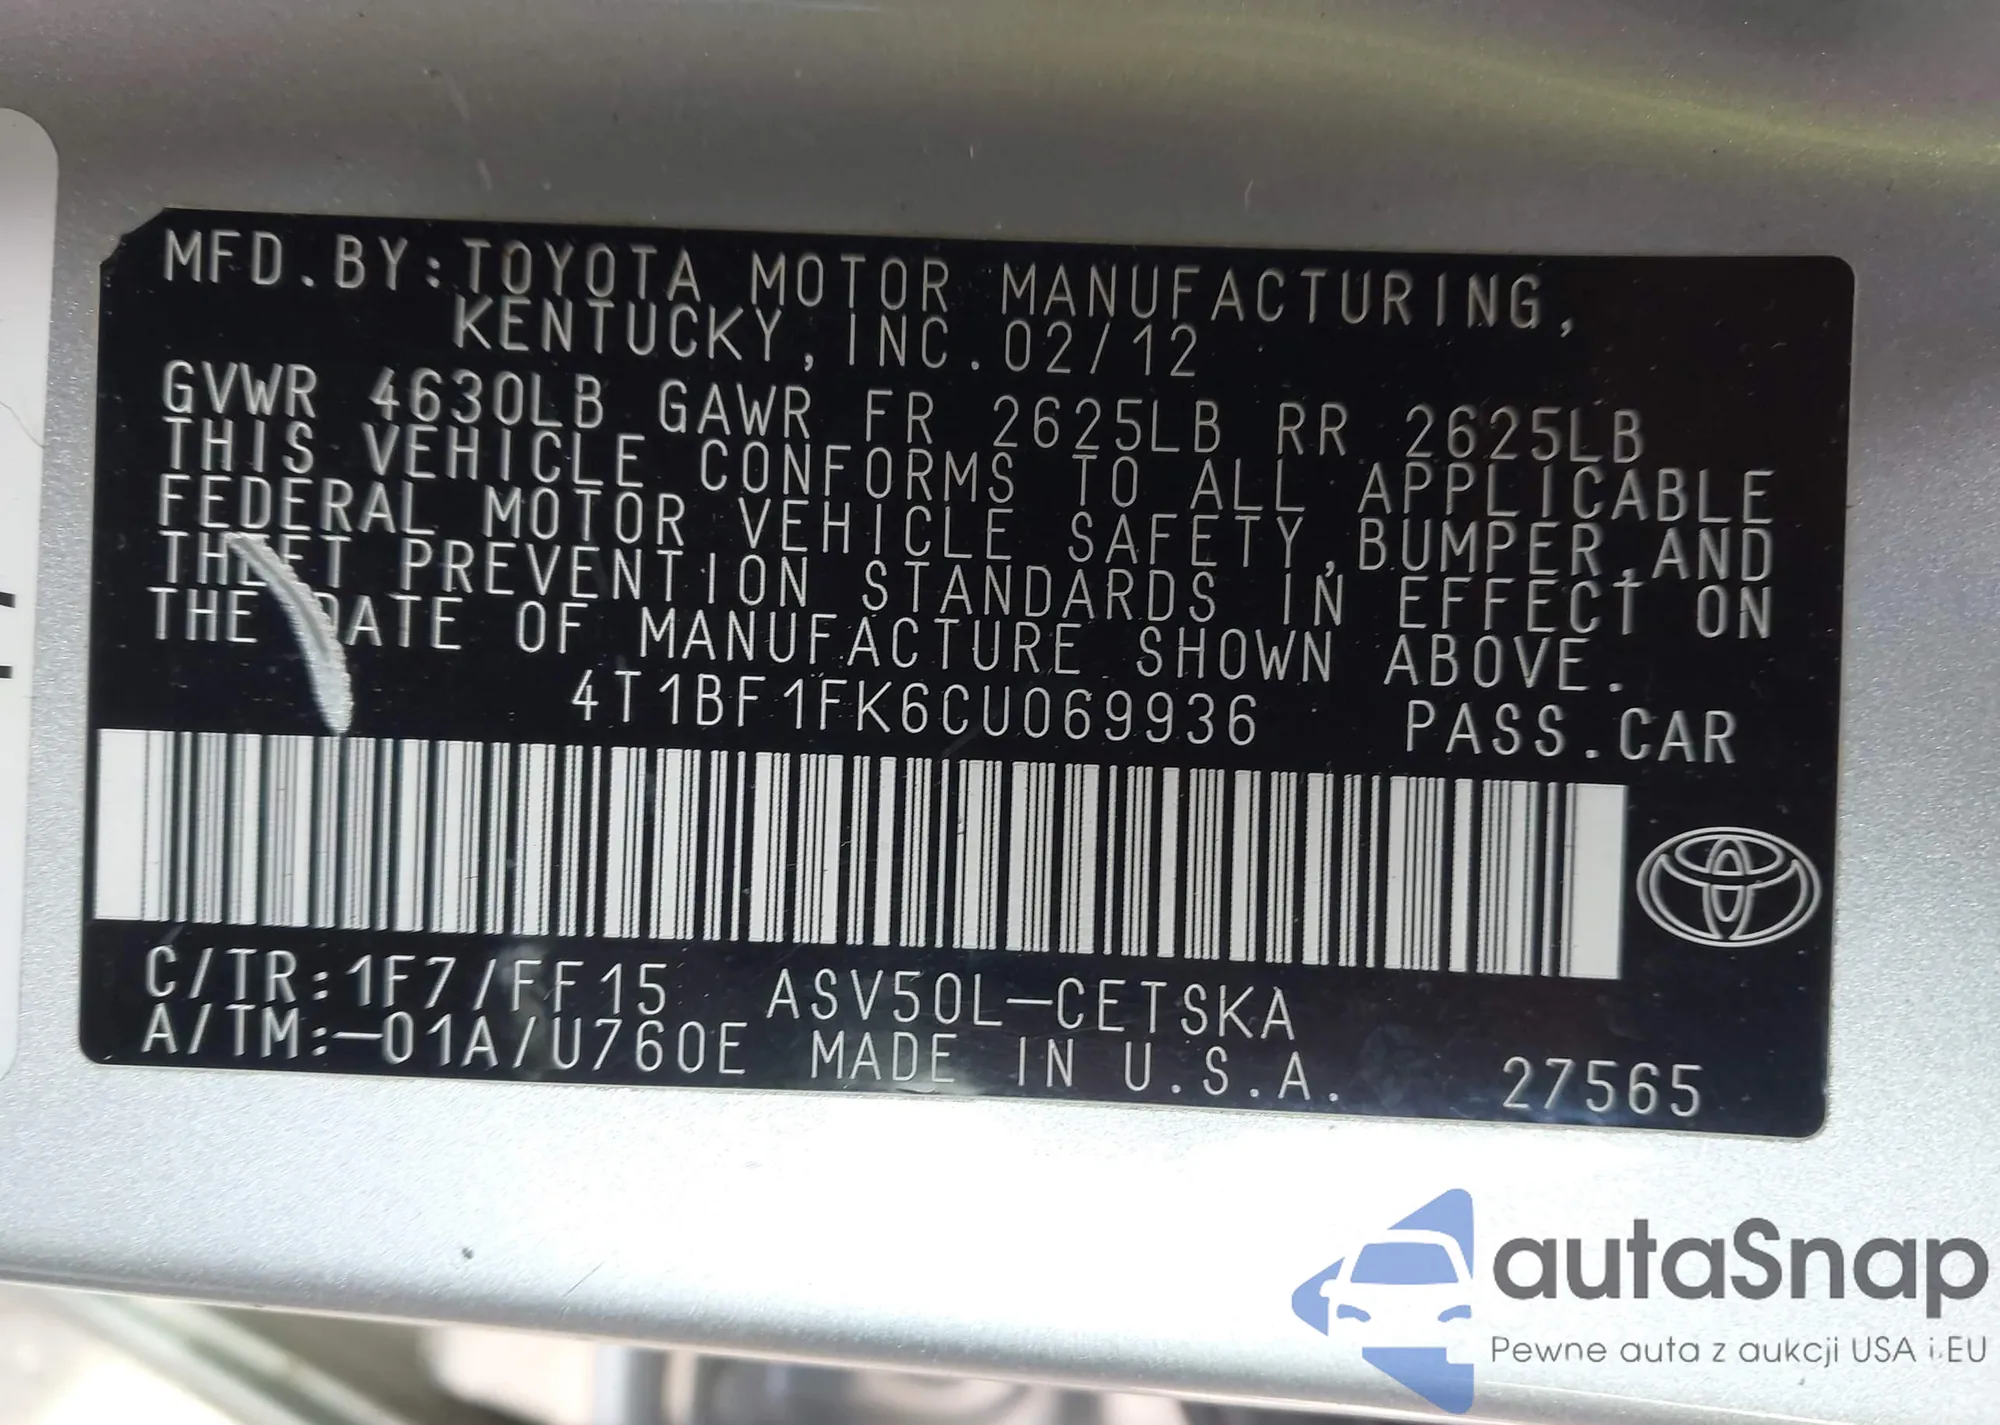 MFD.BY:TOYOTA MOTOR MANUFACTURING,
KENTUCKY,INC.02/12
GVWR 4630LB GAWR FR 2625LB RR 2625LB
THIS VEHICLE CONFORMS TO ALL APPLICABLE
FEDERAL MOTOR VEHICLE SAFETY,BUMPER,AND
THEFT PREVENTION STANDARDS IN EFFECT ON
THE DATE OF MANUFACTURE SHOWN ABOVE.
4T1BF1FK6CU069936 PASS.CAR
C/TR:1F7/FF15 ASV50L-CETSKA
A/TM:-01A/U760E MADE IN U.S.A. 27565
autaSnap
Pewne auta z aukcji USA i EU